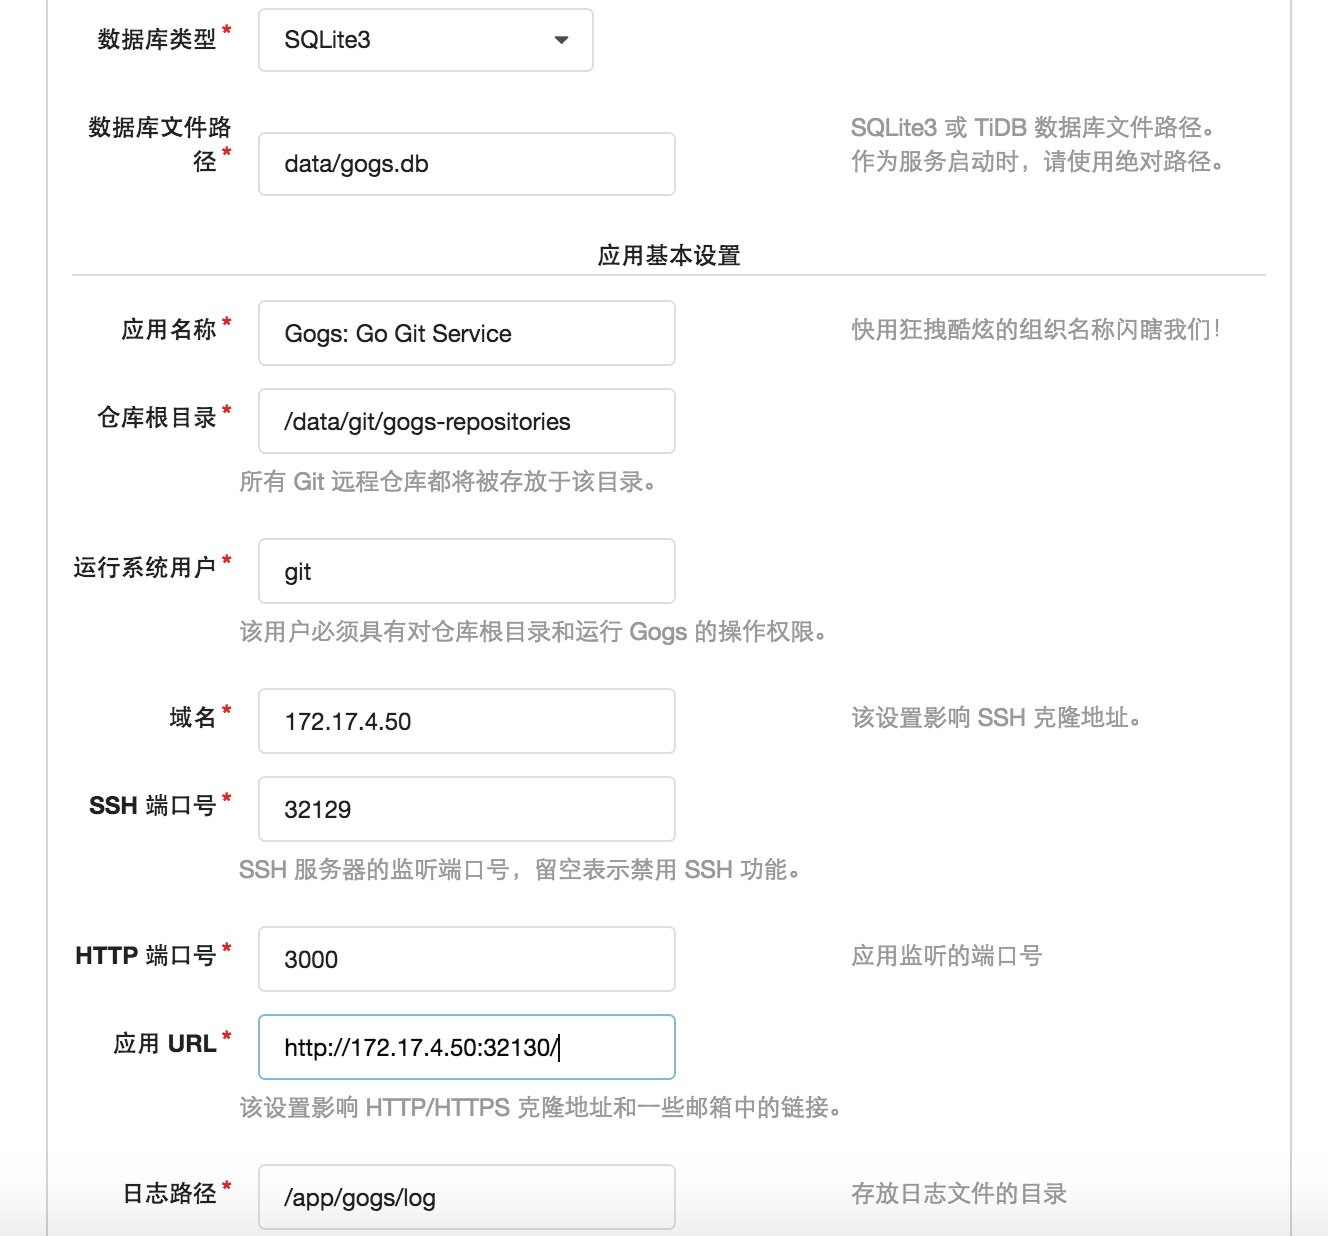 数据库类型*
SQLite3
数据库文件路
径*
data/gogs.db
SQLite3 或 TiDB 数据库文件路径。
作为服务启动时，请使用绝对路径。
应用基本设置
应用名称*
Gogs: Go Git Service
快用狂拽酷炫的组织名称闪瞎我们！
仓库根目录*
/data/git/gogs-repositories
所有 Git 远程仓库都将被存放于该目录。
运行系统用户*
git
该用户必须具有对仓库根目录和运行 Gogs 的操作权限。
域名*
172.17.4.50
该设置影响 SSH 克隆地址。
SSH 端口号*
32129
SSH 服务器的监听端口号，留空表示禁用 SSH 功能。
HTTP 端口号*
3000
应用监听的端口号
应用 URL*
http://172.17.4.50:32130/
该设置影响 HTTP/HTTPS 克隆地址和一些邮箱中的链接。
日志路径*
/app/gogs/log
存放日志文件的目录